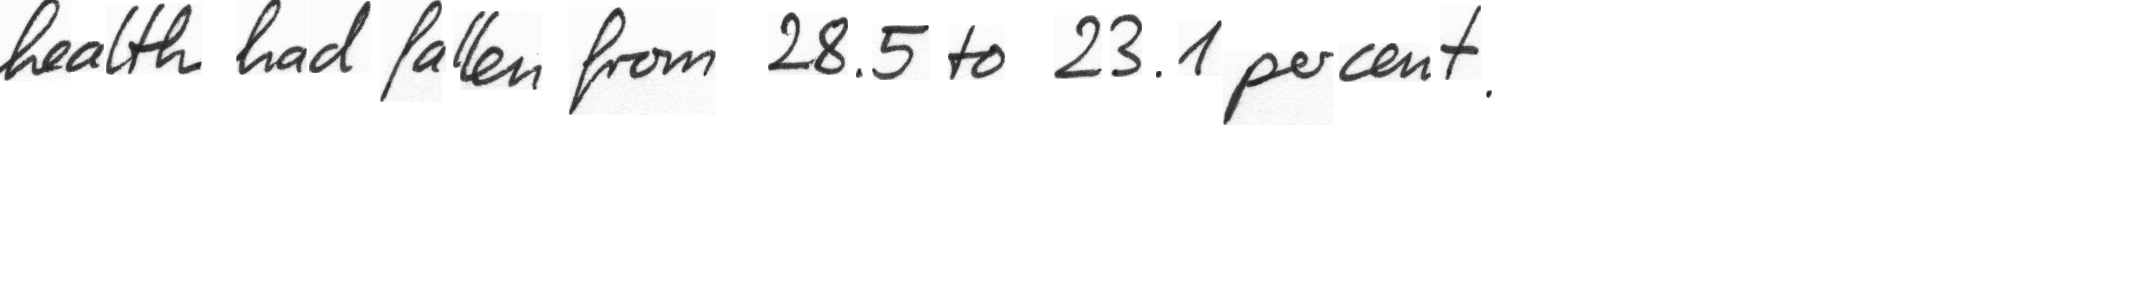 health had fallen from 28.5 to 23.1 percent.